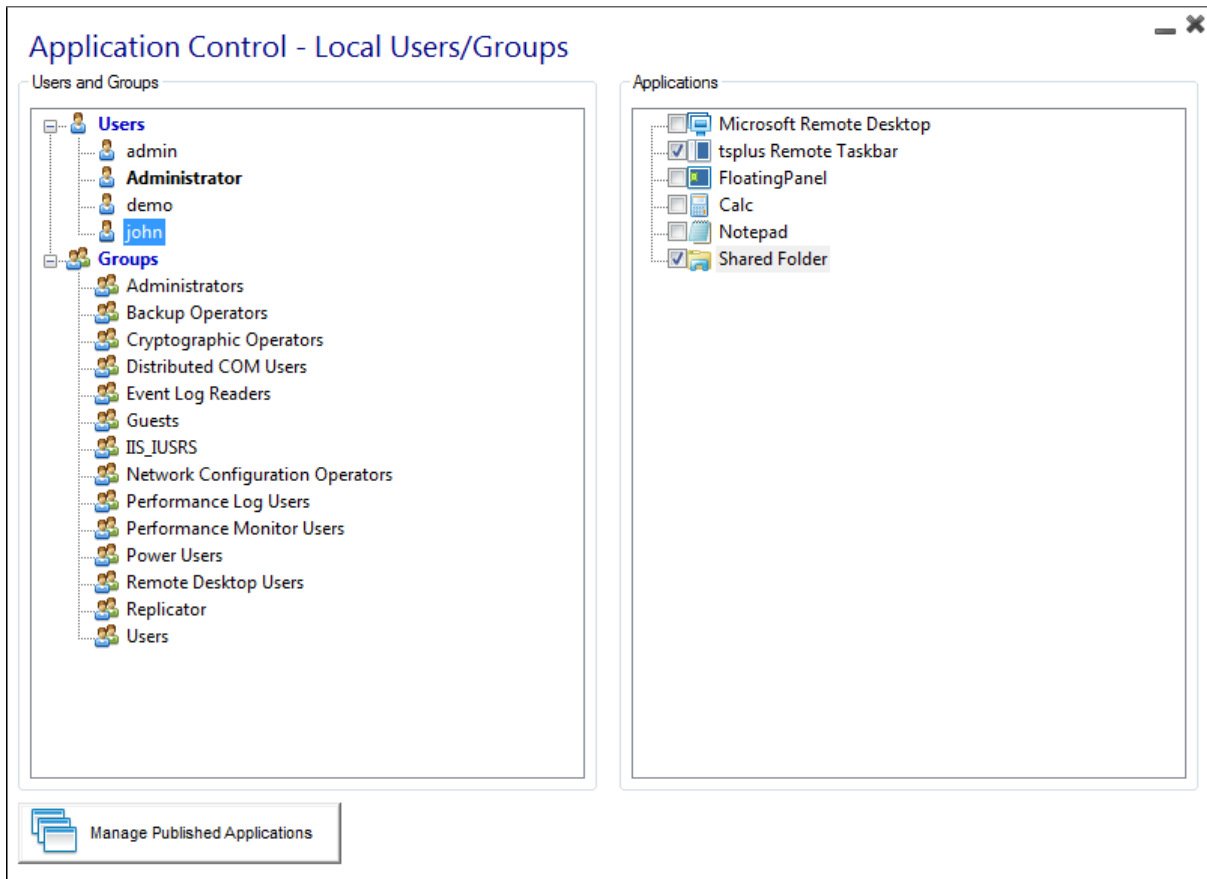 Application Control - Local Users/Groups
Users and Groups
Users
admin
Administrator
demo
john
Groups
Administrators
Backup Operators
Cryptographic Operators
Distributed COM Users
Event Log Readers
Guests
IIS_IUSRS
Network Configuration Operators
Performance Log Users
Performance Monitor Users
Power Users
Remote Desktop Users
Replicator
Users
Applications
Microsoft Remote Desktop
tsplus Remote Taskbar
FloatingPanel
Calc
Notepad
Shared Folder
Manage Published Applications